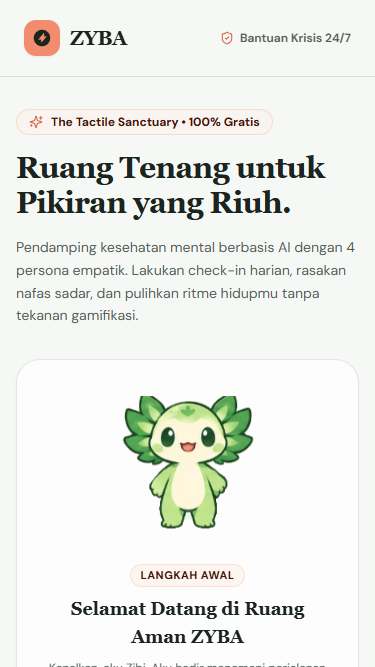 ZYBA
Bantuan Krisis 24/7
The Tactile Sanctuary • 100% Gratis
Ruang Tenang untuk
Pikiran yang Riuh.
Pendamping kesehatan mental berbasis AI dengan 4
persona empatik. Lakukan check-in harian, rasakan
nafas sadar, dan pulihkan ritme hidupmu tanpa
tekanan gamifikasi.
LANGKAH AWAL
Selamat Datang di Ruang
Aman ZYBA